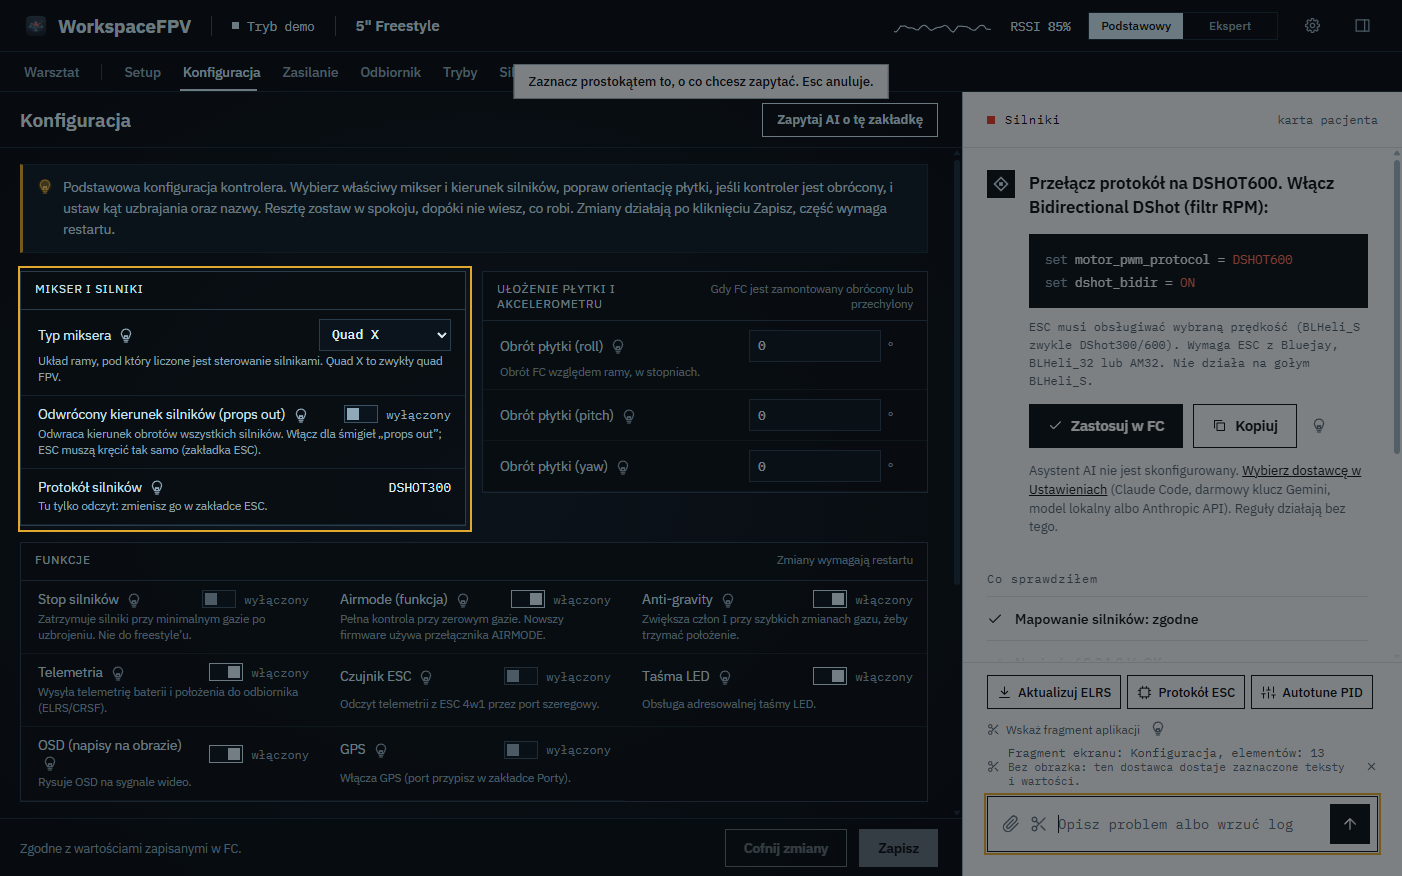 WorkspaceFPV
Tryb demo
5" Freestyle
RSSI 85%
Podstawowy
Ekspert
Warsztat
Setup
Konfiguracja
Zasilanie
Odbiornik
Tryby
Zaznacz prostokątem to, o co chcesz zapytać. Esc anuluje.
Konfiguracja
Zapytaj AI o tę zakładkę
Podstawowa konfiguracja kontrolera. Wybierz właściwy mikser i kierunek silników, popraw orientację płytki, jeśli kontroler jest obrócony, i
ustaw kąt uzbrajania oraz nazwy. Resztę zostaw w spokoju, dopóki nie wiesz, co robi. Zmiany działają po kliknięciu Zapisz, część wymaga
restartu.
MIKSER I SILNIKI
Typ miksera
Quad X
Układ ramy, pod który liczone jest sterowanie silnikami. Quad X to zwykły quad
FPV.
Odwrócony kierunek silników (props out)
wyłączony
Odwraca kierunek obrotów wszystkich silników. Włącz dla śmigieł „props out”;
ESC muszą kręcić tak samo (zakładka ESC).
Protokół silników
DSHOT300
Tu tylko odczyt: zmienisz go w zakładce ESC.
UŁOŻENIE PŁYTKI I
AKCELEROMETRU
Gdy FC jest zamontowany obrócony lub
przechylony
Obrót płytki (roll)
0 °
Obrót FC względem ramy, w stopniach.
Obrót płytki (pitch)
0 °
Obrót płytki (yaw)
0 °
FUNKCJE
Zmiany wymagają restartu
Stop silników
wyłączony
Zatrzymuje silniki przy minimalnym gazie po
uzbrojeniu. Nie do freestyle'u.
Airmode (funkcja)
włączony
Pełna kontrola przy zerowym gazie. Nowszy
firmware używa przełącznika AIRMODE.
Anti-gravity
włączony
Zwiększa człon I przy szybkich zmianach gazu, żeby
trzymać położenie.
Telemetria
włączony
Wysyła telemetrię baterii i położenia do odbiornika
(ELRS/CRSF).
Czujnik ESC
wyłączony
Odczyt telemetrii z ESC 4w1 przez port szeregowy.
Taśma LED
włączony
Obsługa adresowalnej taśmy LED.
OSD (napisy na obrazie)
włączony
Rysuje OSD na sygnale wideo.
GPS
wyłączony
Włącza GPS (port przypisz w zakładce Porty).
Zgodne z wartościami zapisanymi w FC.
Cofnij zmiany
Zapisz
Silniki
karta pacjenta
Przełącz protokół na DSHOT600. Włącz
Bidirectional DShot (filtr RPM):
set motor_pwm_protocol = DSHOT600
set dshot_bidir = ON
ESC musi obsługiwać wybraną prędkość (BLHeli_S
zwykle DShot300/600). Wymaga ESC z Bluejay,
BLHeli_32 lub AM32. Nie działa na gołym
BLHeli_S.
Zastosuj w FC
Kopiuj
Asystent AI nie jest skonfigurowany. Wybierz dostawcę w
Ustawieniach (Claude Code, darmowy klucz Gemini,
model lokalny albo Anthropic API). Reguły działają bez
tego.
Co sprawdziłem
Mapowanie silników: zgodne
Aktualizuj ELRS
Protokół ESC
Autotune PID
Wskaż fragment aplikacji
Fragment ekranu: Konfiguracja, elementów: 13
Bez obrazka: ten dostawca dostaje zaznaczone teksty
i wartości.
Opisz problem albo wrzuć log